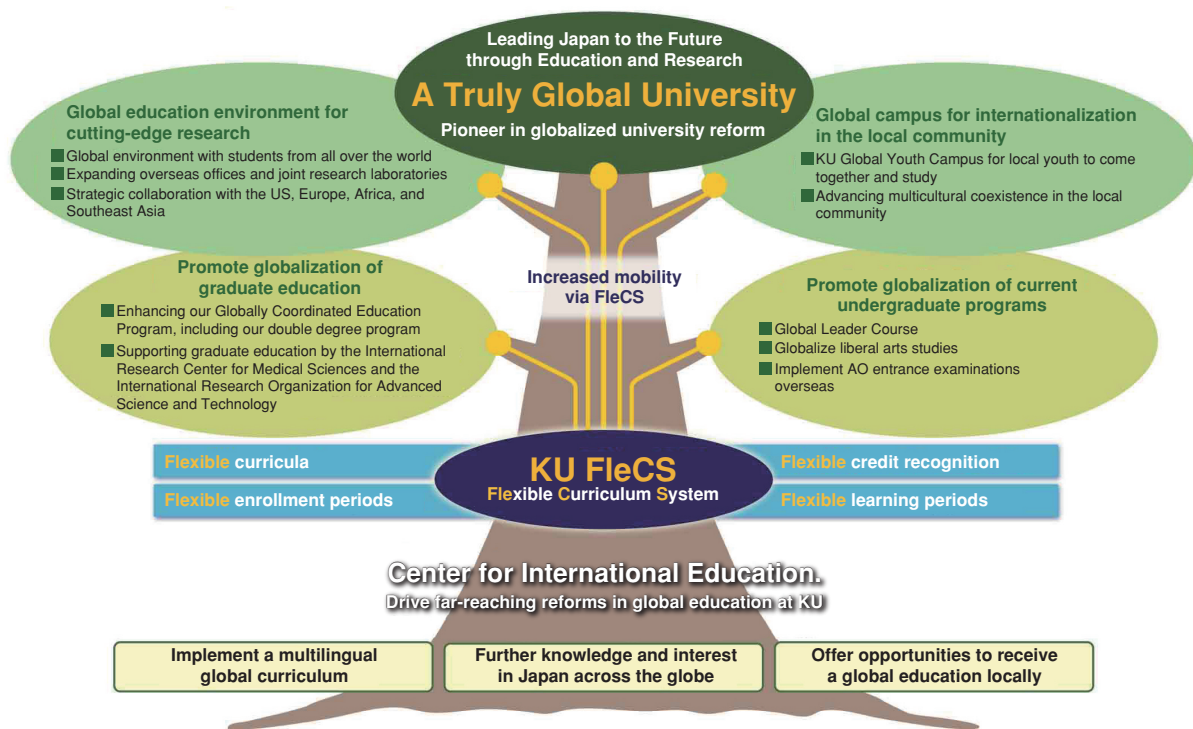 Leading Japan to the Future
through Education and Research
A Truly Global University
Pioneer in globalized university reform
Global education environment for
cutting-edge research
Global environment with students from all over the world
Expanding overseas offices and joint research laboratories
Strategic collaboration with the US, Europe, Africa, and
Southeast Asia
Global campus for internationalization
in the local community
KU Global Youth Campus for local youth to come
together and study
Advancing multicultural coexistence in the local
community
Promote globalization of
graduate education
Enhancing our Globally Coordinated Education
Program, including our double degree program
Supporting graduate education by the International
Research Center for Medical Sciences and the
International Research Organization for Advanced
Science and Technology
Increased mobility
via FleCS
Promote globalization of current
undergraduate programs
Global Leader Course
Globalize liberal arts studies
Implement AO entrance examinations
overseas
Flexible curricula
Flexible enrollment periods
KU FleCS
Flexible Curriculum System
Flexible credit recognition
Flexible learning periods
Center for International Education.
Drive far-reaching reforms in global education at KU
Implement a multilingual
global curriculum
Further knowledge and interest
in Japan across the globe
Offer opportunities to receive
a global education locally